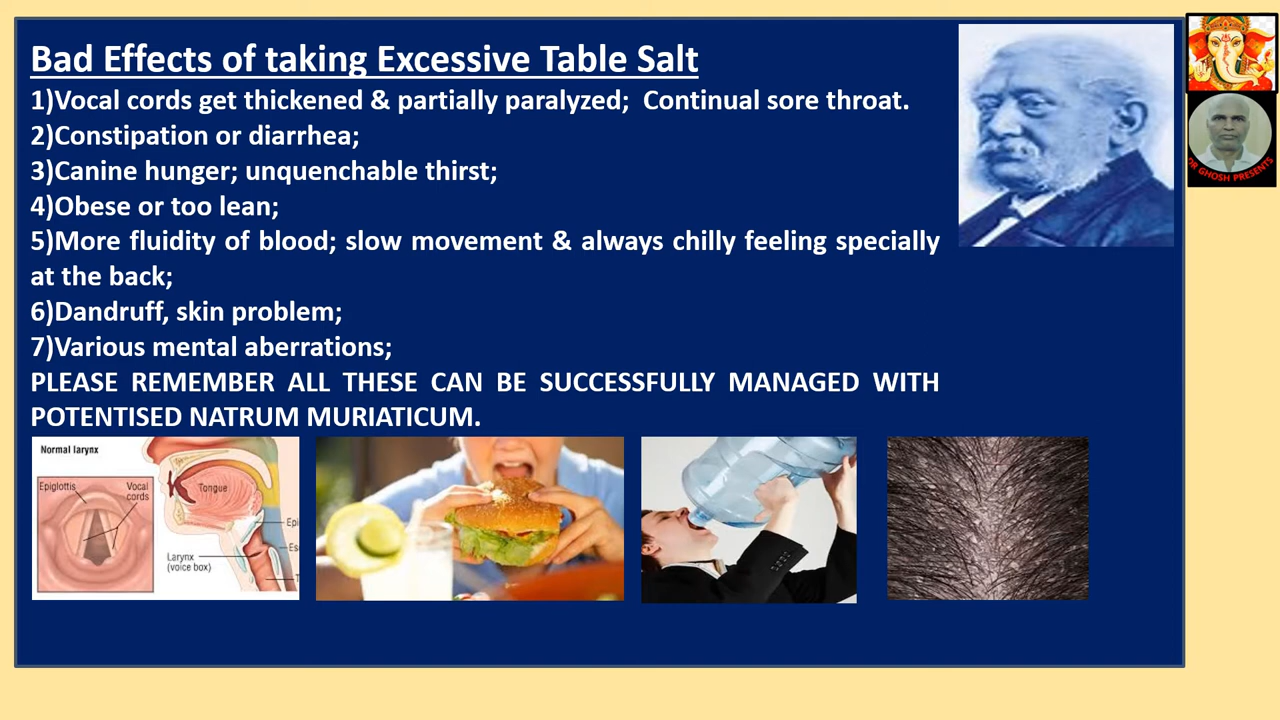 Bad Effects of taking Excessive Table Salt
1)Vocal cords get thickened & partially paralyzed;  Continual sore throat.
2)Constipation or diarrhea;
3)Canine hunger; unquenchable thirst;
4)Obese or too lean;
5)More fluidity of blood; slow movement & always chilly feeling specially
at the back;
6)Dandruff, skin problem;
7)Various mental aberrations;
PLEASE REMEMBER ALL THESE CAN BE SUCCESSFULLY MANAGED WITH
POTENTISED NATRUM MURIATICUM.
Normal larynx
Epiglottis
Vocal
cords
Tongue
Larynx
(voice box)
DR GHOSH PRESENTS